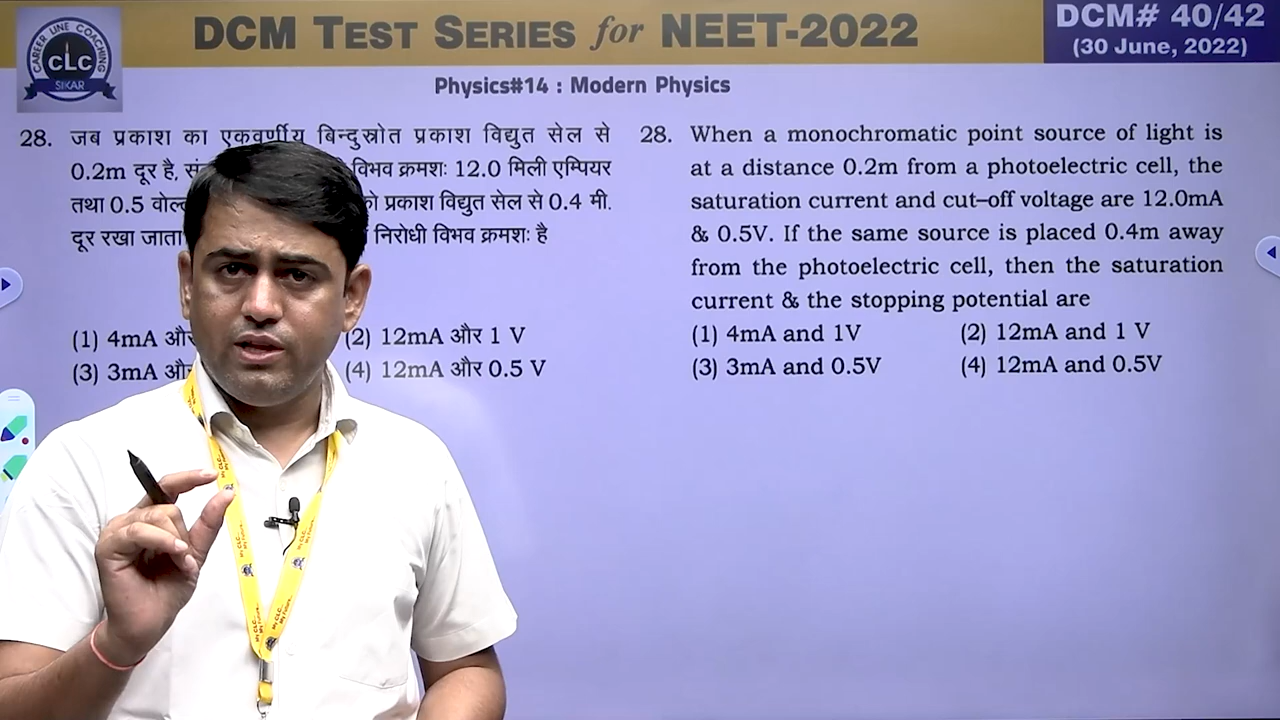 DCM TEST SERIES for NEET-2022
DCM# 40/42
(30 June, 2022)
CAREER LINE COACHING
CLC
SIKAR
Physics#14 : Modern Physics
28. जब प्रकाश का एकवर्णीय बिन्दुस्रोत प्रकाश विद्युत सेल से
0.2m दूर है, विभव क्रमशः 12.0 मिली एम्पियर
तथा 0.5 प्रकाश विद्युत सेल से 0.4 मी.
दूर रखा जाता निरोधी विभव क्रमशः है
(1) 4mA और (2) 12mA और 1 V
(3) 3mA और (4) 12mA और 0.5 V
28. When a monochromatic point source of light is
at a distance 0.2m from a photoelectric cell, the
saturation current and cut–off voltage are 12.0mA
& 0.5V. If the same source is placed 0.4m away
from the photoelectric cell, then the saturation
current & the stopping potential are
(1) 4mA and 1V (2) 12mA and 1 V
(3) 3mA and 0.5V (4) 12mA and 0.5V